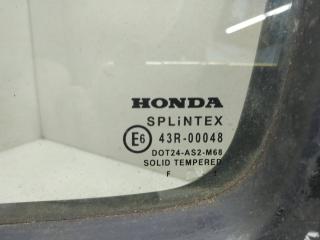 HONDA
SPLiNTEX
E6 43R-00048
DOT24-AS2-M68
SOLID TEMPERED
F